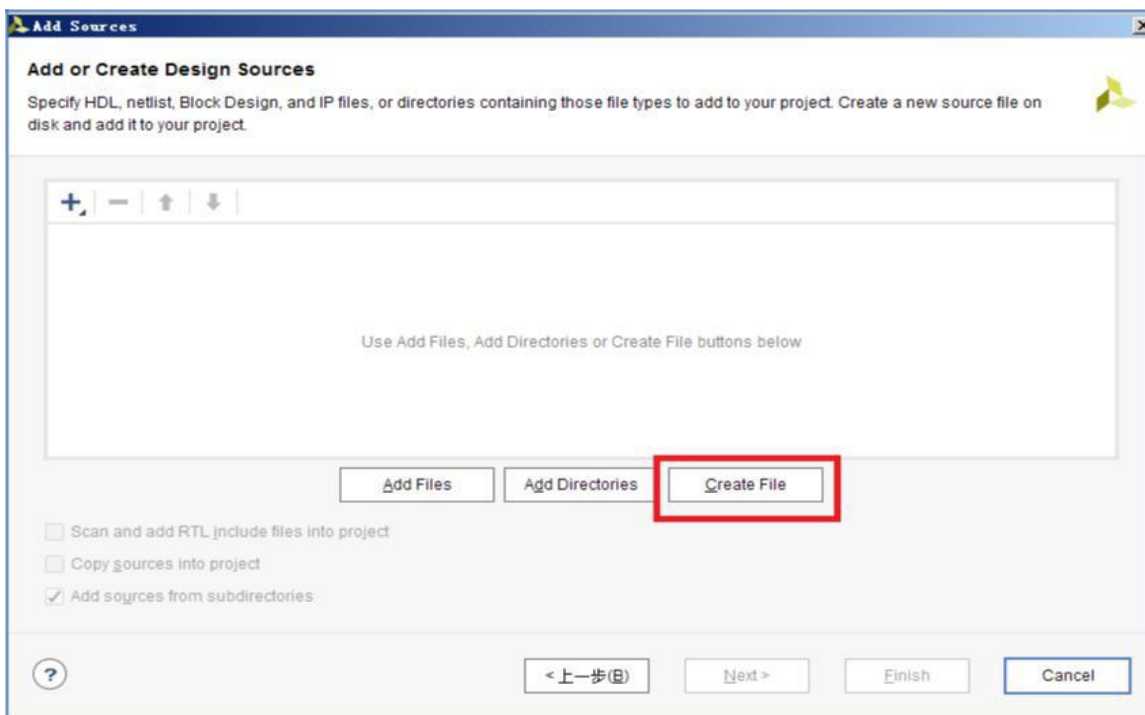 Add Sources
Add or Create Design Sources
Specify HDL, netlist, Block Design, and IP files, or directories containing those file types to add to your project. Create a new source file on
disk and add it to your project.
Use Add Files, Add Directories or Create File buttons below
Add Files
Add Directories
Create File
Scan and add RTL include files into project
Copy sources into project
Add sources from subdirectories
?
<上一步(B)
Next >
Finish
Cancel